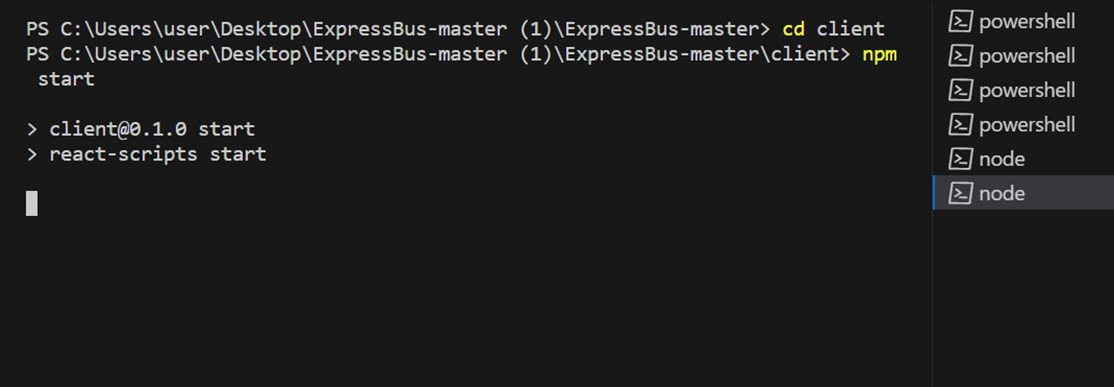 PS C:\Users\user\Desktop\ExpressBus-master (1)\ExpressBus-master> cd client
PS C:\Users\user\Desktop\ExpressBus-master (1)\ExpressBus-master\client> npm
 start
> client@0.1.0 start
> react-scripts start
powershell
powershell
powershell
powershell
node
node